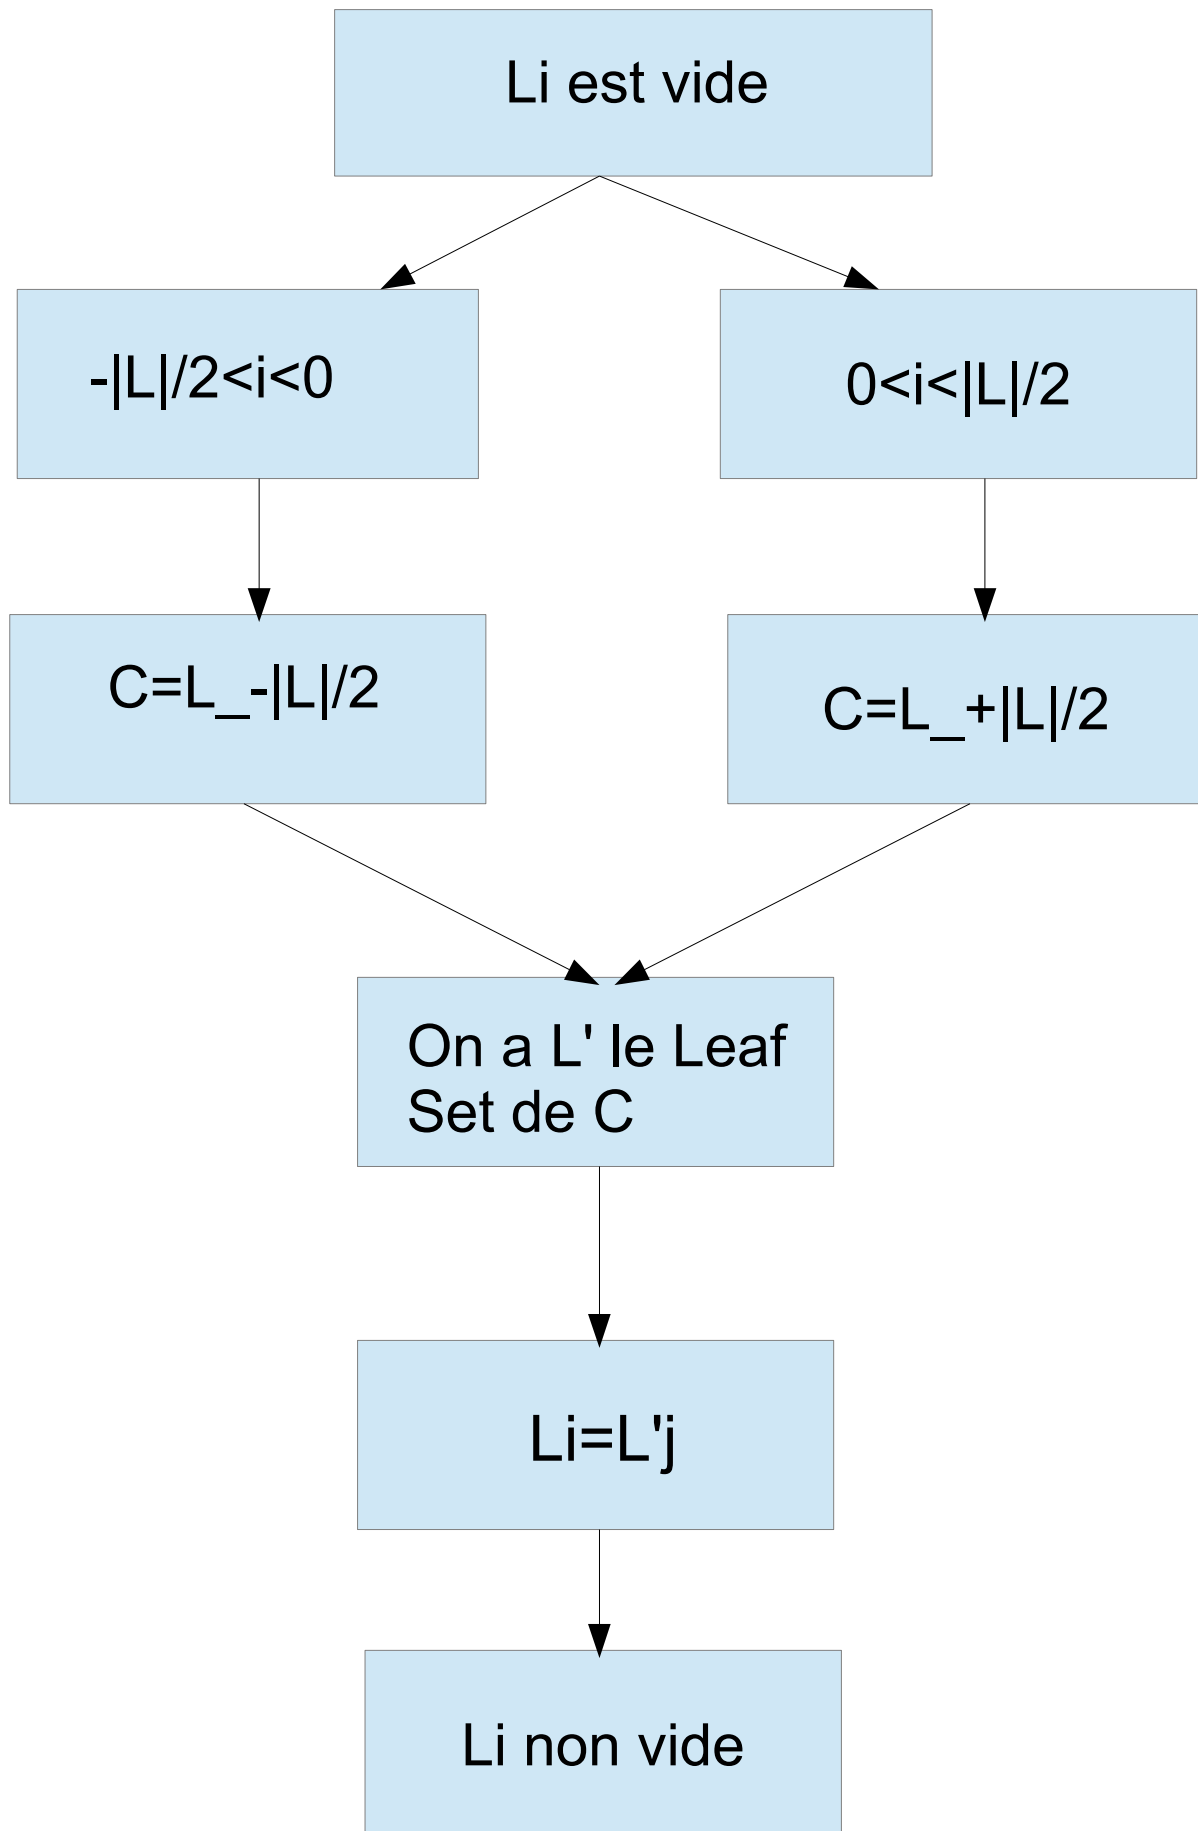 Li est vide
-|L|/2<i<0
0<i<|L|/2
C=L_-|L|/2
C=L_+|L|/2
On a L' le Leaf
Set de C
Li=L'j
Li non vide